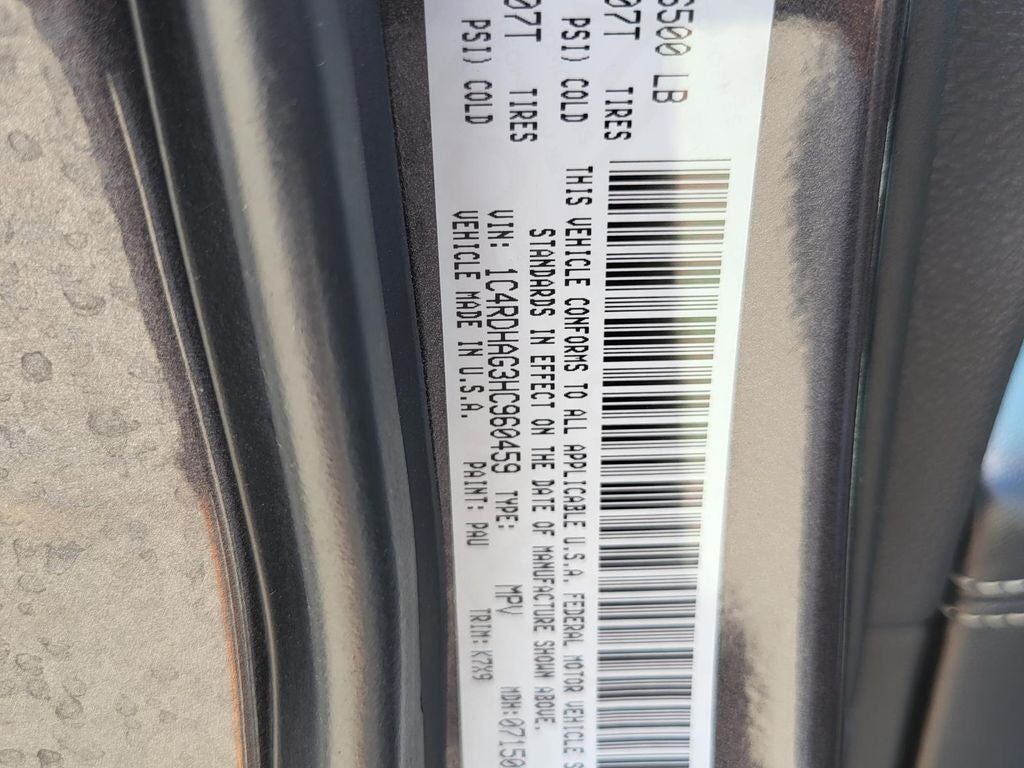 6500 LB
07T TIRES
PSI) COLD
07T TIRES
PSI) COLD
THIS VEHICLE CONFORMS TO ALL APPLICABLE U.S.A. FEDERAL MOTOR VEHICLE S
STANDARDS IN EFFECT ON THE DATE OF MANUFACTURE SHOWN ABOVE.
VIN: 1C4RDHAG3HC960459 TYPE: MPV MDH:07150
VEHICLE MADE IN U.S.A. PAINT: PAU TRIM: K7X9